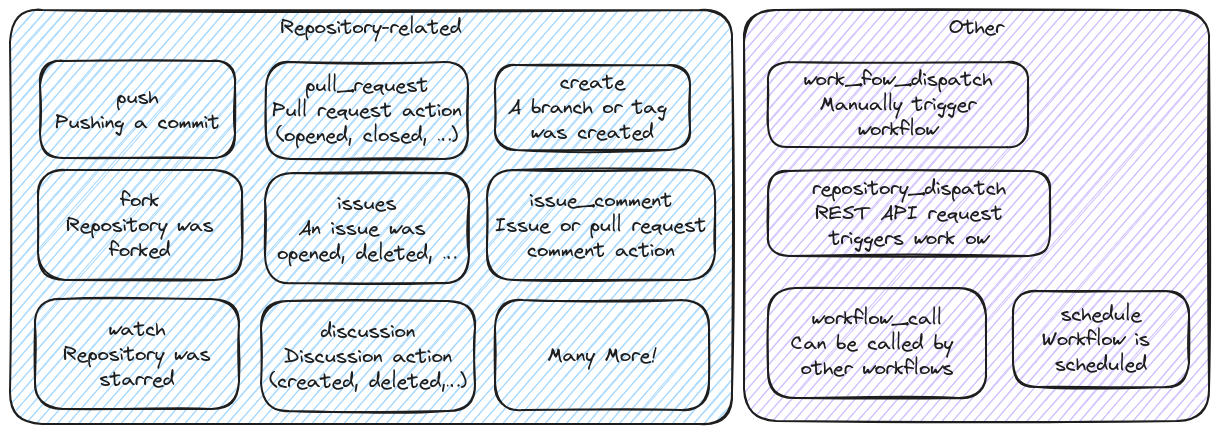 Repository-related
push
Pushing a commit
pull_request
Pull request action
(opened, closed, ...)
create
A branch or tag
was created
fork
Repository was
forked
issues
An issue was
opened, deleted, ...
issue_comment
Issue or pull request
comment action
watch
Repository was
starred
discussion
Discussion action
(created, deleted,...)
Many More!
Other
work_fow_dispatch
Manually trigger
workflow
repository_dispatch
REST API request
triggers work ow
workflow_call
Can be called by
other workflows
schedule
Workflow is
scheduled